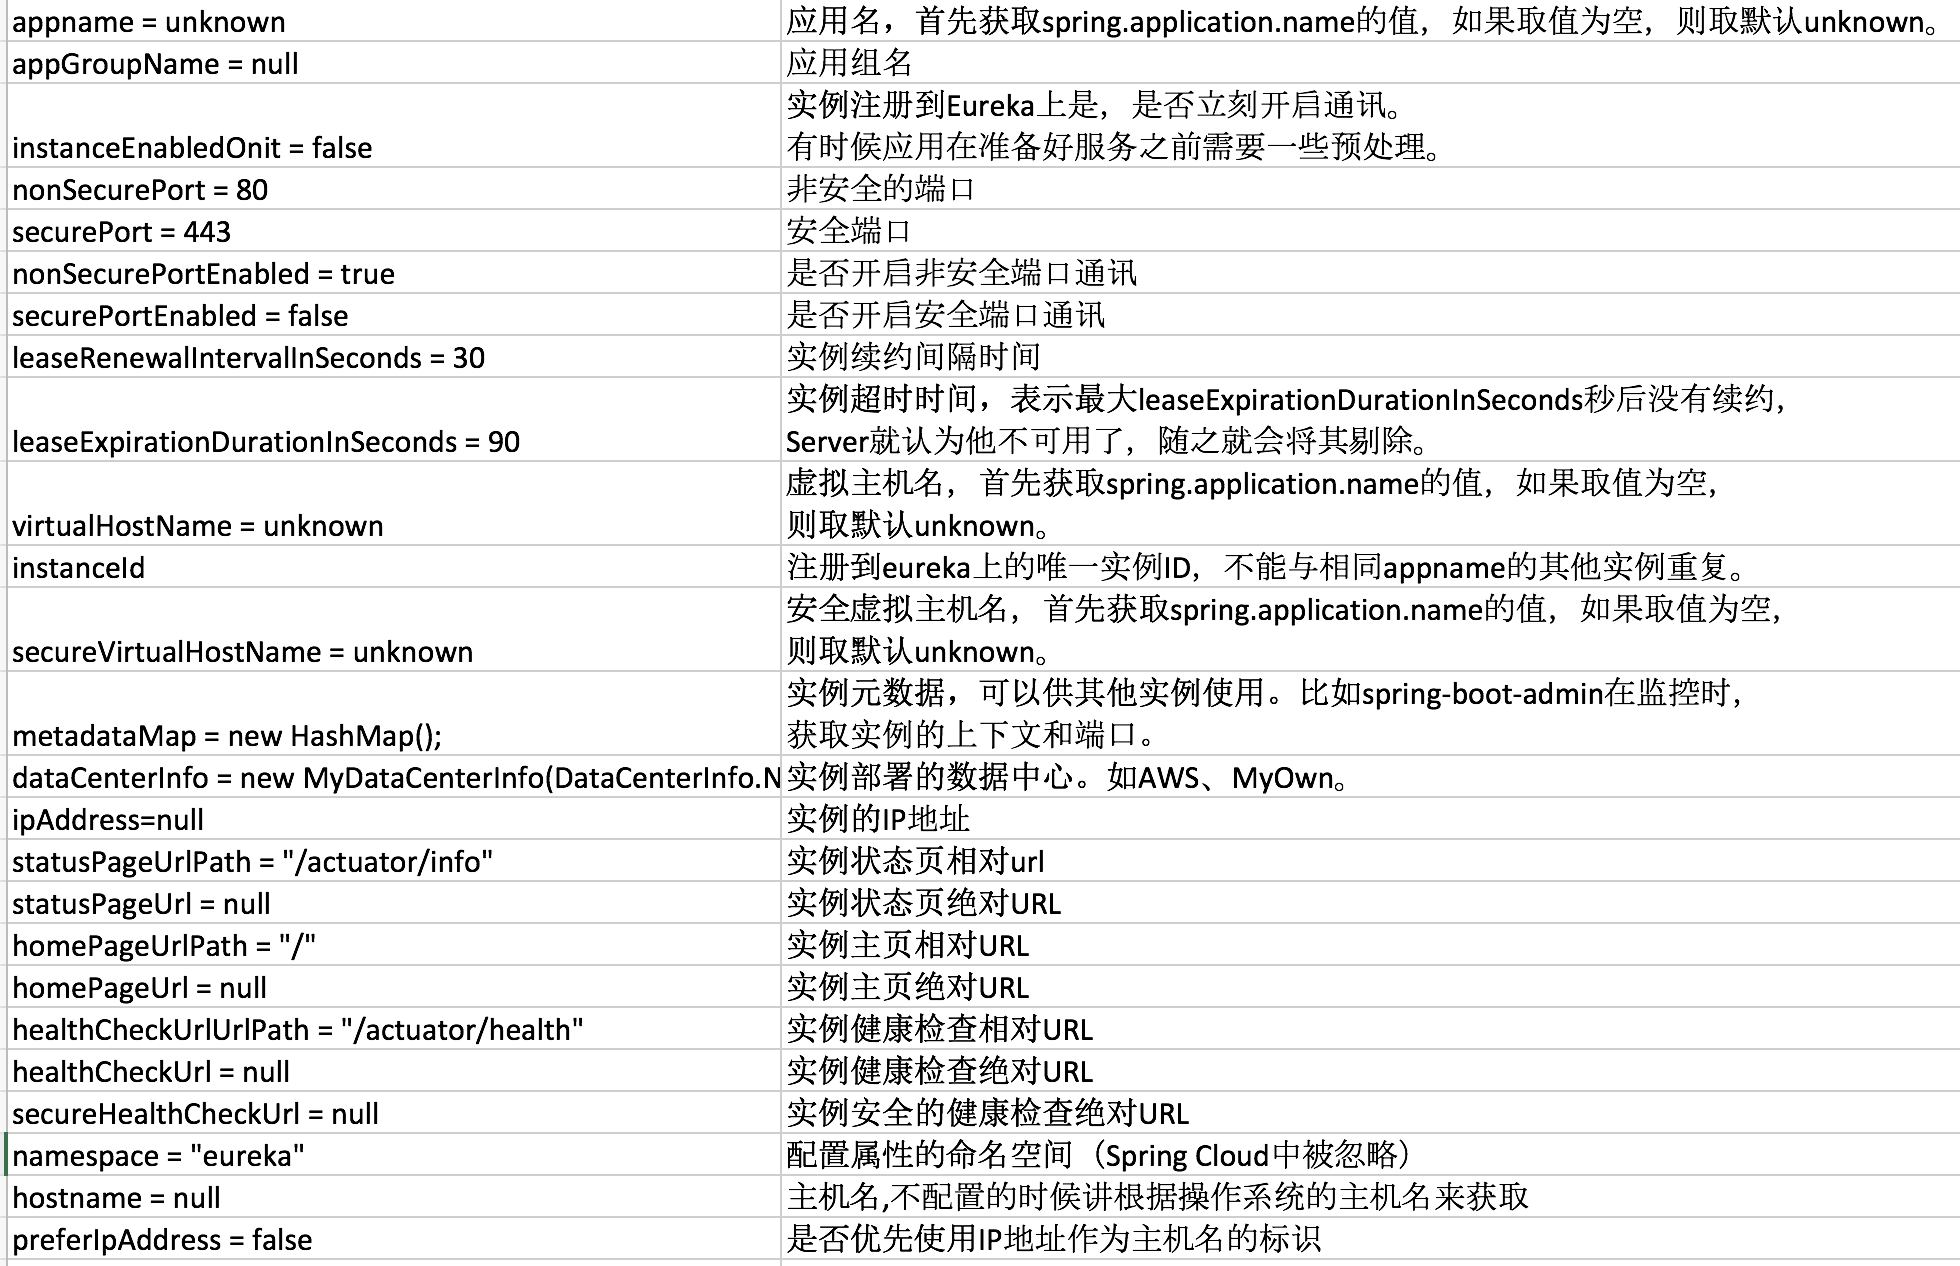 appname = unknown	应用名，首先获取spring.application.name的值，如果取值为空，则取默认unknown。
appGroupName = null	应用组名
实例注册到Eureka上是，是否立刻开启通讯。
instanceEnabledOnit = false	有时候应用在准备好服务之前需要一些预处理。
nonSecurePort = 80	非安全的端口
securePort = 443	安全端口
nonSecurePortEnabled = true	是否开启非安全端口通讯
securePortEnabled = false	是否开启安全端口通讯
leaseRenewalIntervalInSeconds = 30	实例续约间隔时间
实例超时时间，表示最大leaseExpirationDurationInSeconds秒后没有续约，
leaseExpirationDurationInSeconds = 90	Server就认为他不可用了，随之就会将其剔除。
虚拟主机名，首先获取spring.application.name的值，如果取值为空，
virtualHostName = unknown	则取默认unknown。
instanceId	注册到eureka上的唯一实例ID，不能与相同appname的其他实例重复。
安全虚拟主机名，首先获取spring.application.name的值，如果取值为空，
secureVirtualHostName = unknown	则取默认unknown。
实例元数据，可以供其他实例使用。比如spring-boot-admin在监控时，
metadataMap = new HashMap();	获取实例的上下文和端口。
dataCenterInfo = new MyDataCenterInfo(DataCenterInfo.N	实例部署的数据中心。如AWS、MyOwn。
ipAddress=null	实例的IP地址
statusPageUrlPath = "/actuator/info"	实例状态页相对url
statusPageUrl = null	实例状态页绝对URL
homePageUrlPath = "/"	实例主页相对URL
homePageUrl = null	实例主页绝对URL
healthCheckUrlUrlPath = "/actuator/health"	实例健康检查相对URL
healthCheckUrl = null	实例健康检查绝对URL
secureHealthCheckUrl = null	实例安全的健康检查绝对URL
namespace = "eureka"	配置属性的命名空间（Spring Cloud中被忽略）
hostname = null	主机名,不配置的时候讲根据操作系统的主机名来获取
preferIpAddress = false	是否优先使用IP地址作为主机名的标识